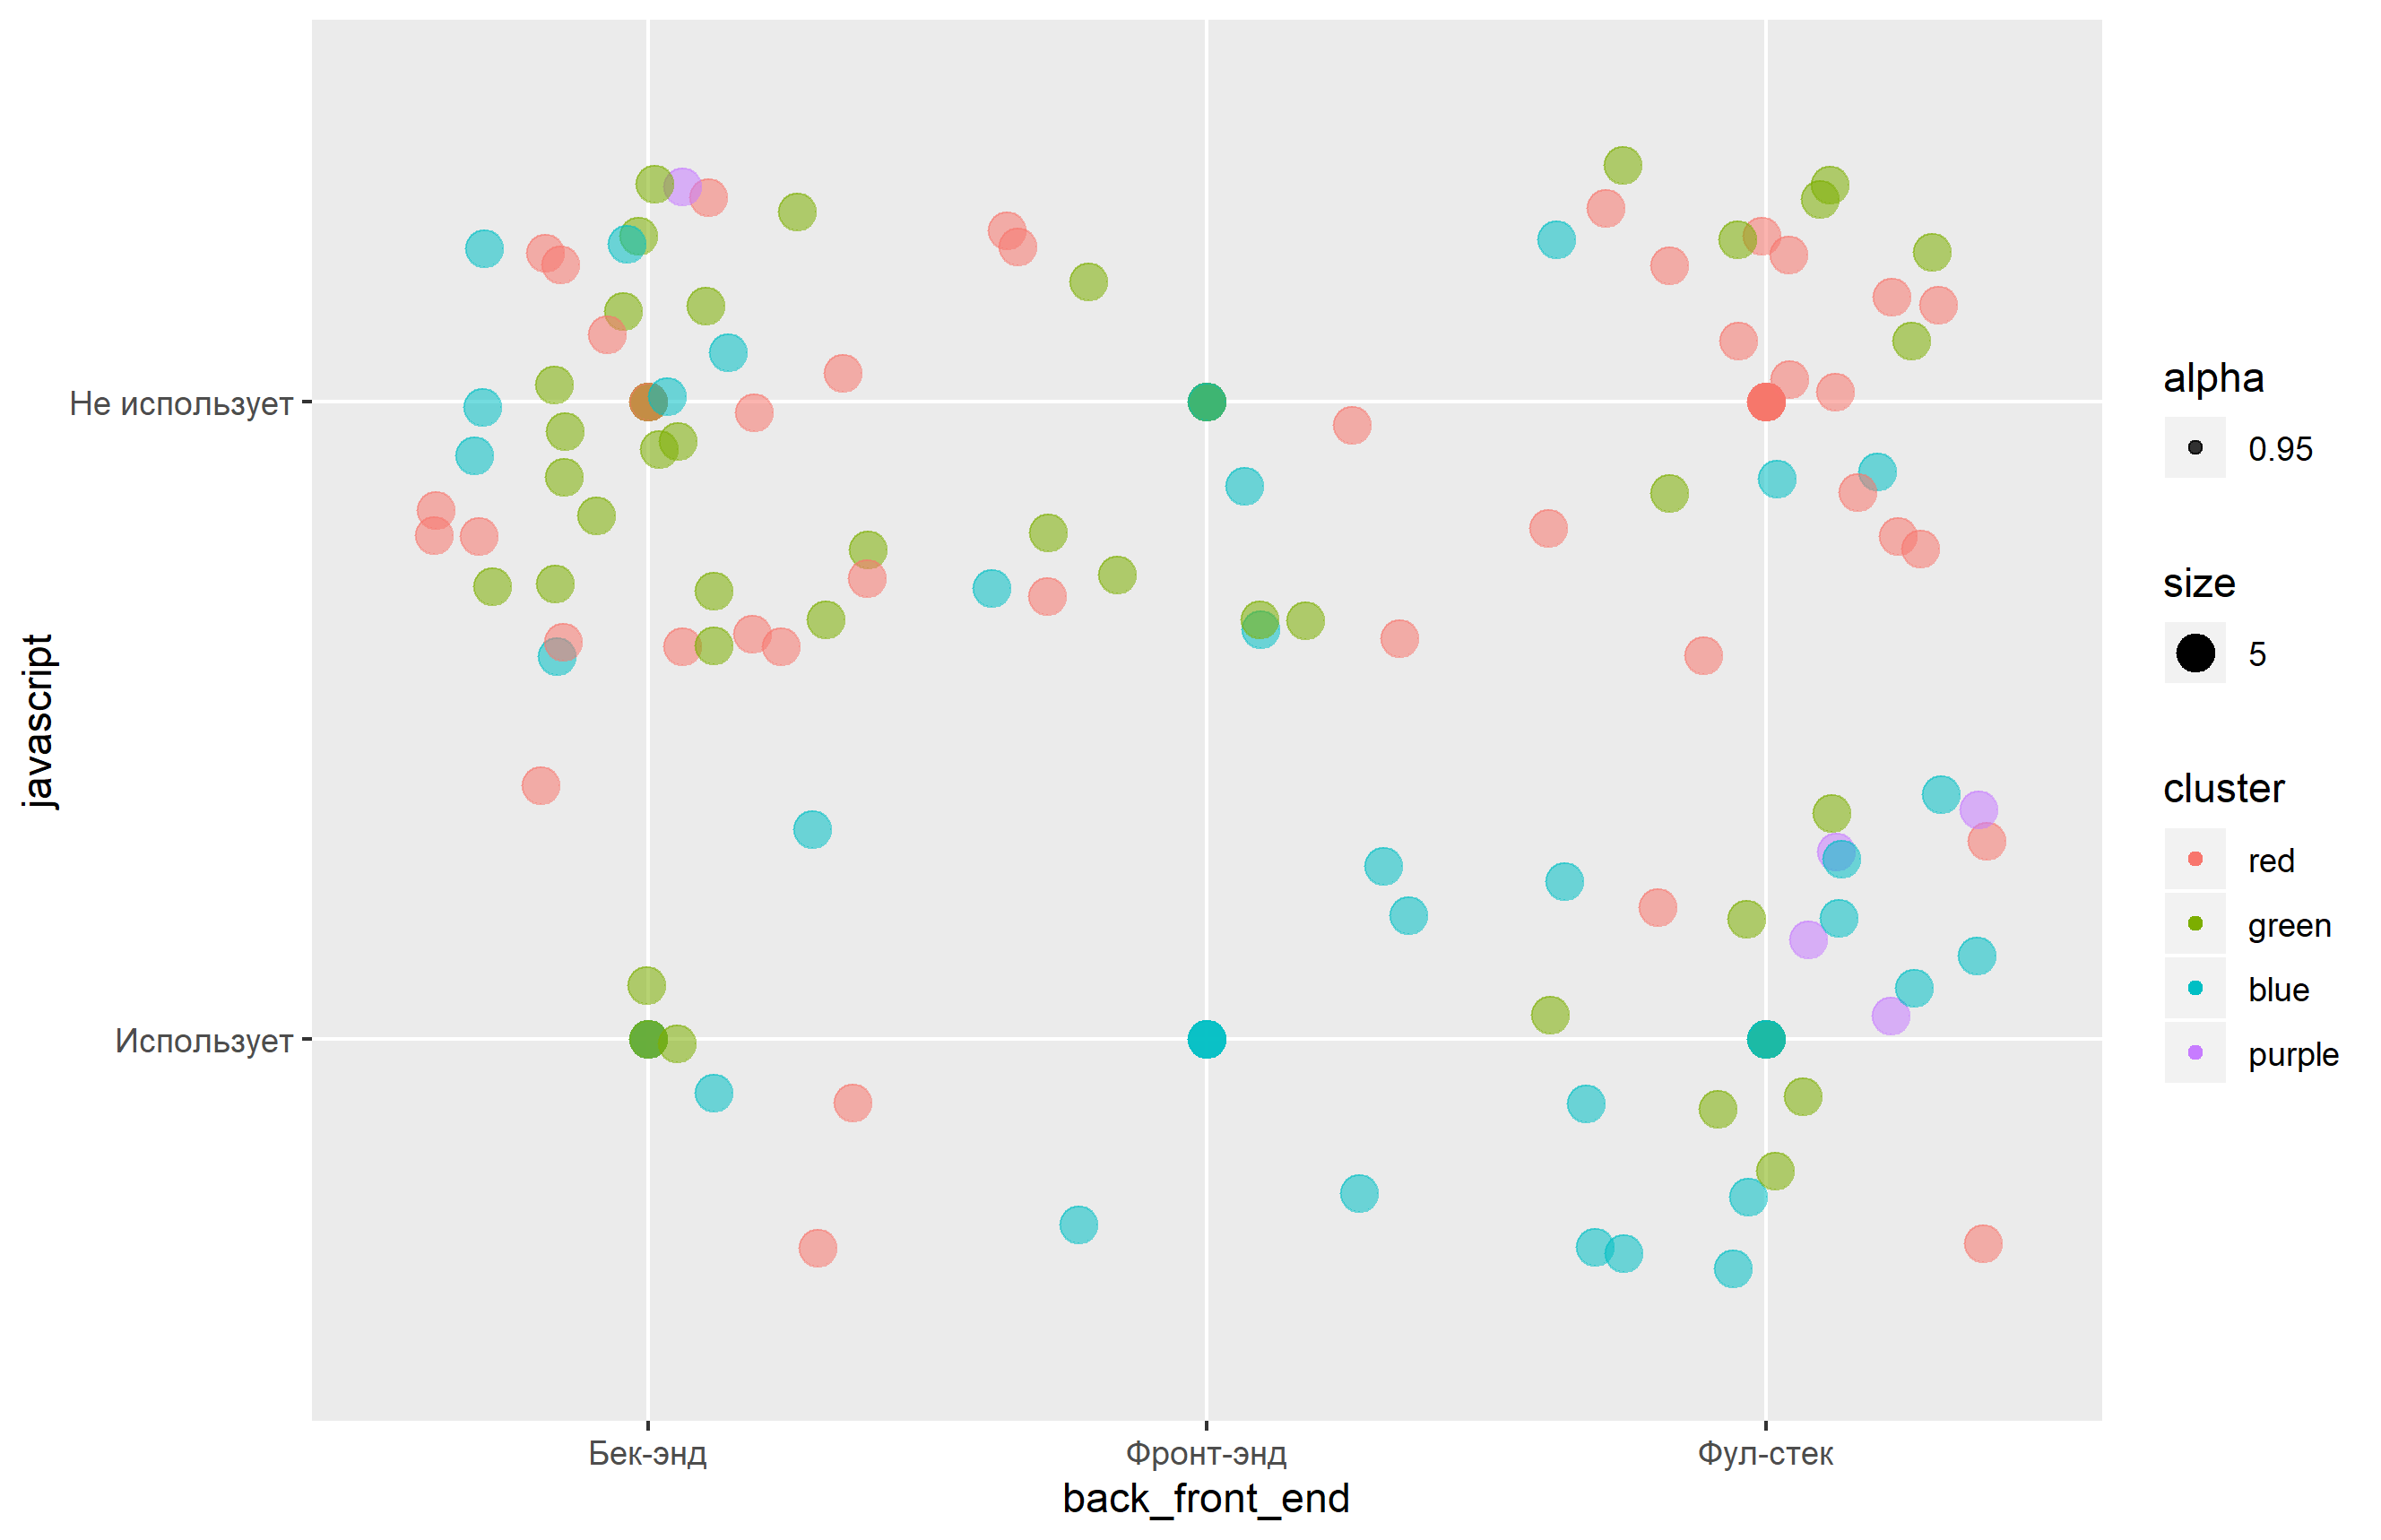 javascript
Не использует
Использует
Бек-энд
Фронт-энд
Фул-стек
back_front_end
alpha
0.95
size
5
cluster
red
green
blue
purple